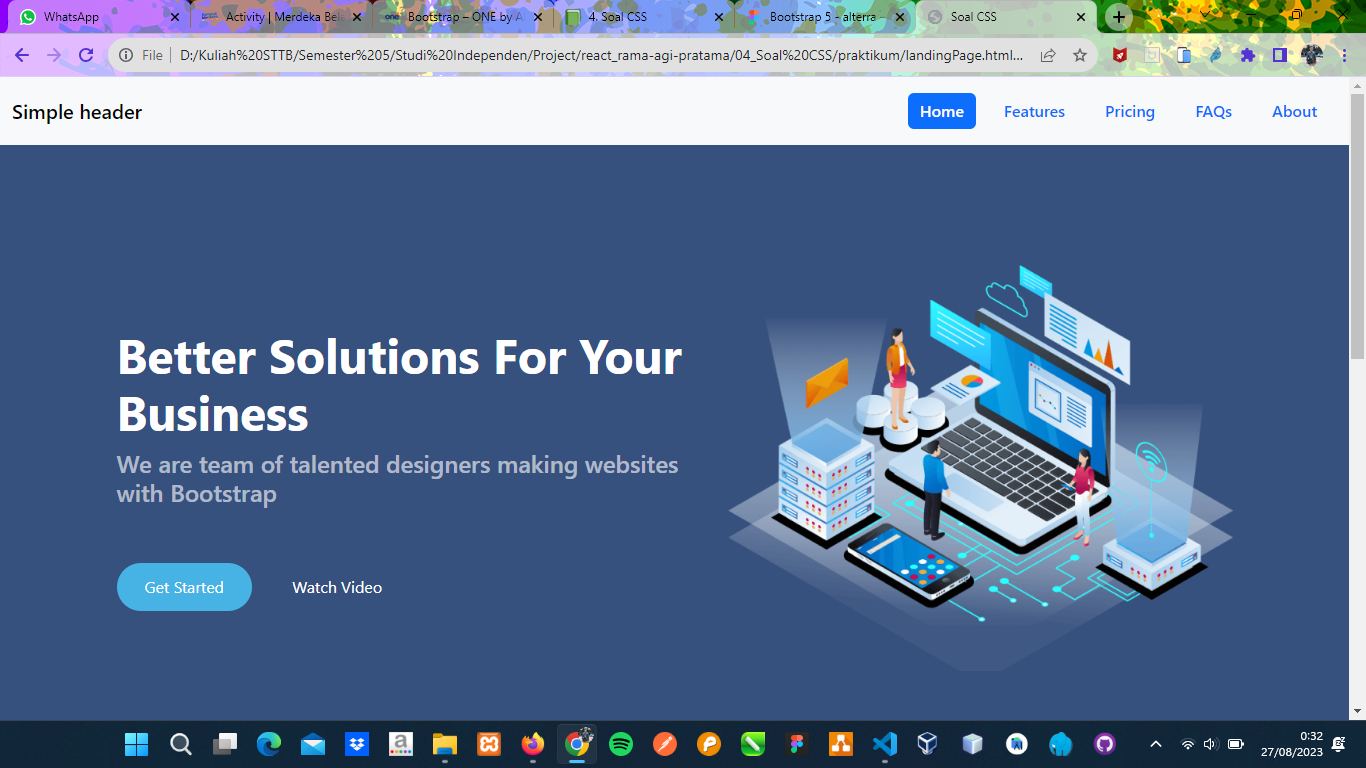 WhatsApp
Activity | Merdeka Bela
Bootstrap – ONE by A
4. Soal CSS
Bootstrap 5 - alterra –
Soal CSS
File
D:/Kuliah%20STTB/Semester%205/Studi%20Independen/Project/react_rama-agi-pratama/04_Soal%20CSS/praktikum/landingPage.html...
Simple header
Home
Features
Pricing
FAQs
About
Better Solutions For Your
Business
We are team of talented designers making websites
with Bootstrap
Get Started
Watch Video
0:32
27/08/2023